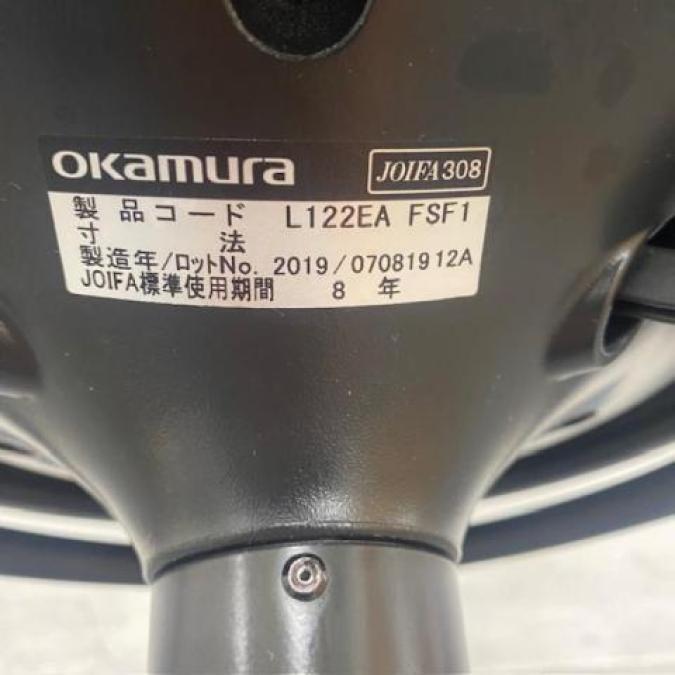 okamura JOIFA308
製品コード L122EA FSF1
寸法
製造年/ロットNo. 2019/07081912A
JOIFA標準使用期間 8 年